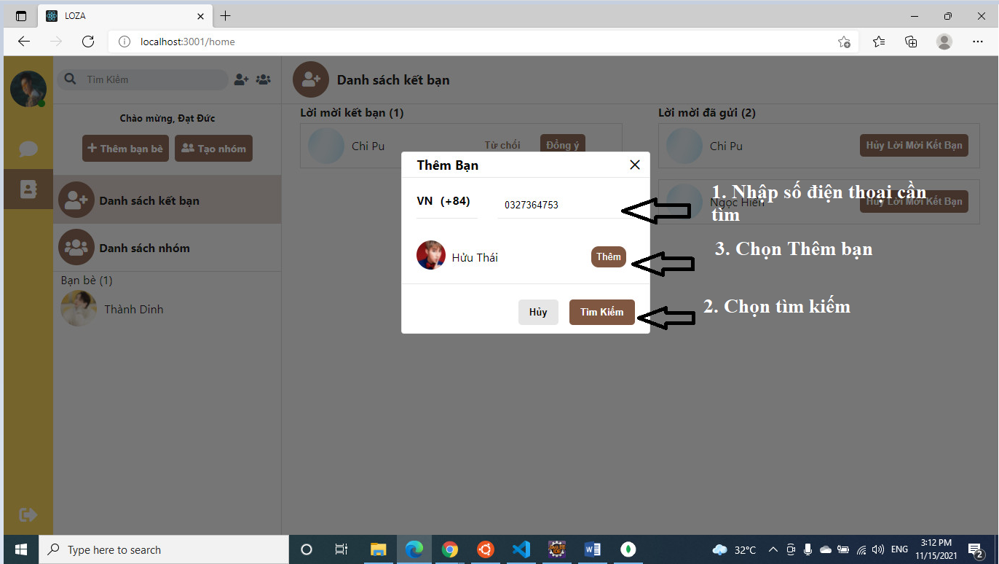 LOZA
localhost:3001/home
Tìm Kiếm
Danh sách kết bạn
Chào mừng, Đạt Đức
Thêm bạn bè
Tạo nhóm
Danh sách kết bạn
Danh sách nhóm
Bạn bè (1)
Thành Dinh
Lời mời kết bạn (1)
Chi Pu
Từ chối
Đồng ý
Lời mời đã gửi (2)
Chi Pu
Hủy Lời Mời Kết Bạn
Ngọc Hiền
Hủy Lời Mời Kết Bạn
Thêm Bạn
VN (+84)
0327364753
Hửu Thái
Thêm
Hủy
Tìm Kiếm
1. Nhập số điện thoại cần
tìm
3. Chọn Thêm bạn
2. Chọn tìm kiếm
Type here to search
32°C
ENG
3:12 PM
11/15/2021
2